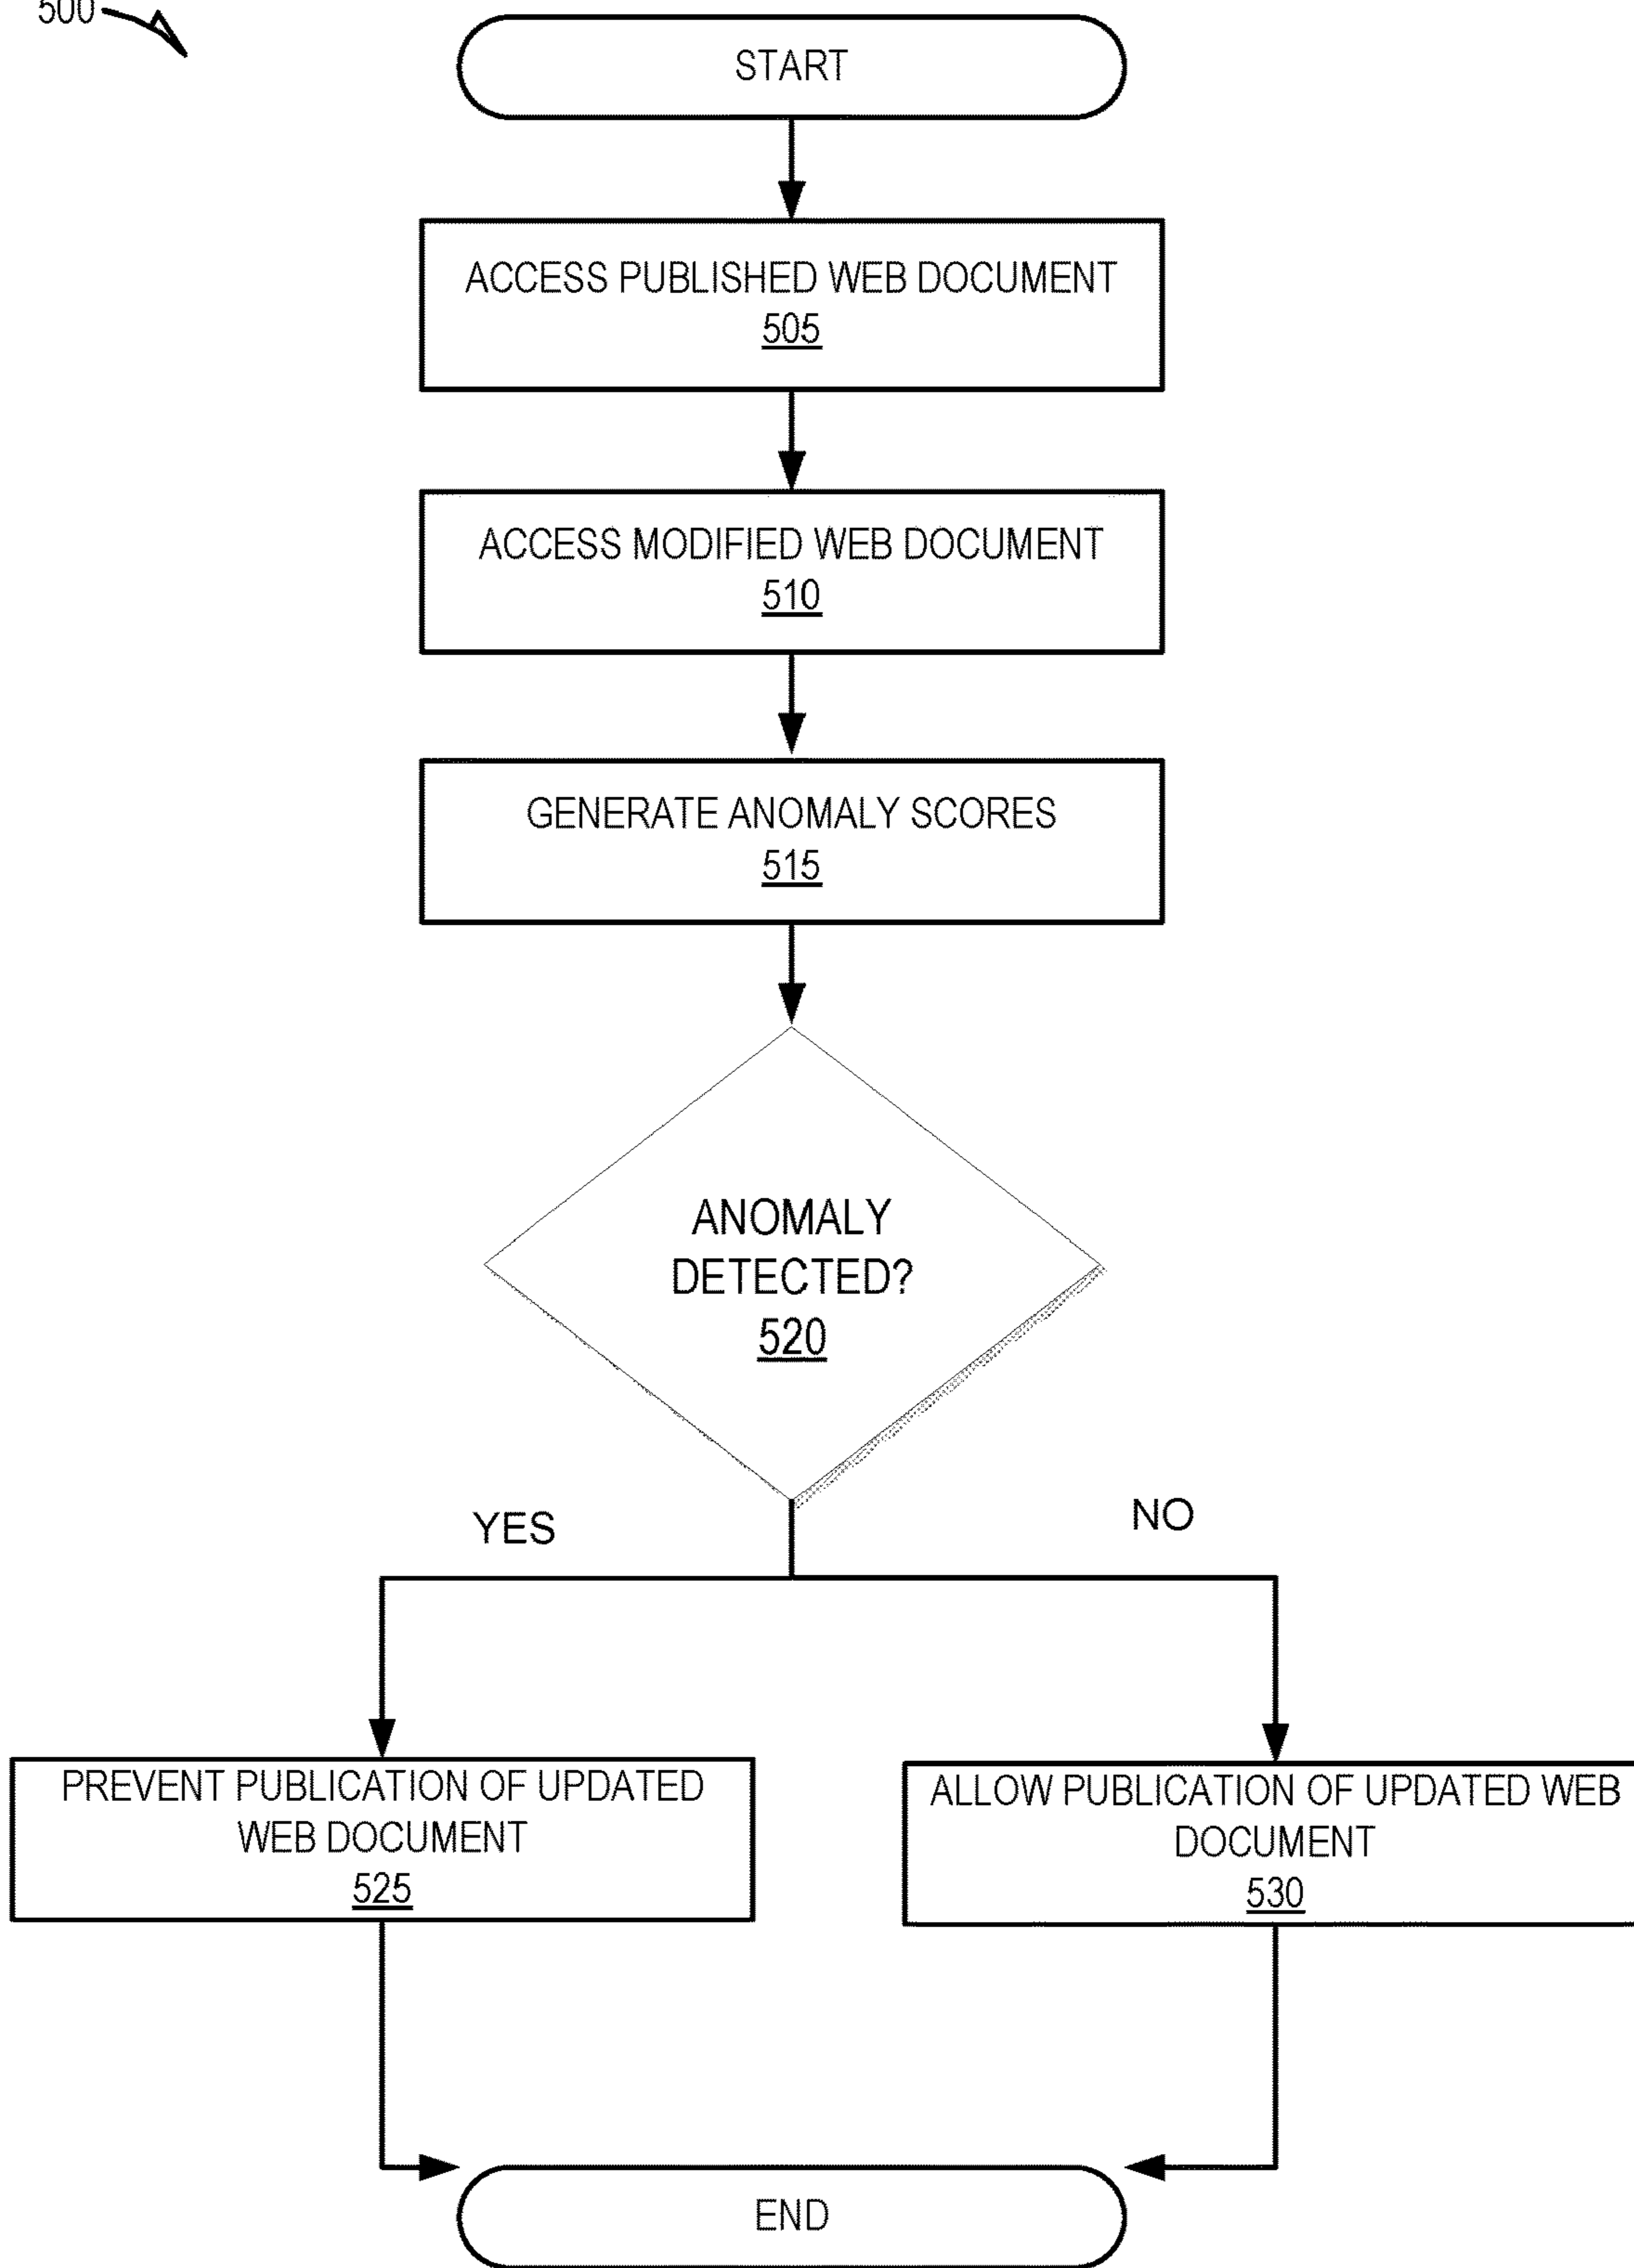 500
START
ACCESS PUBLISHED WEB DOCUMENT
505
ACCESS MODIFIED WEB DOCUMENT
510
GENERATE ANOMALY SCORES
515
ANOMALY
DETECTED?
520
YES
NO
PREVENT PUBLICATION OF UPDATED
WEB DOCUMENT
525
ALLOW PUBLICATION OF UPDATED WEB
DOCUMENT
530
END